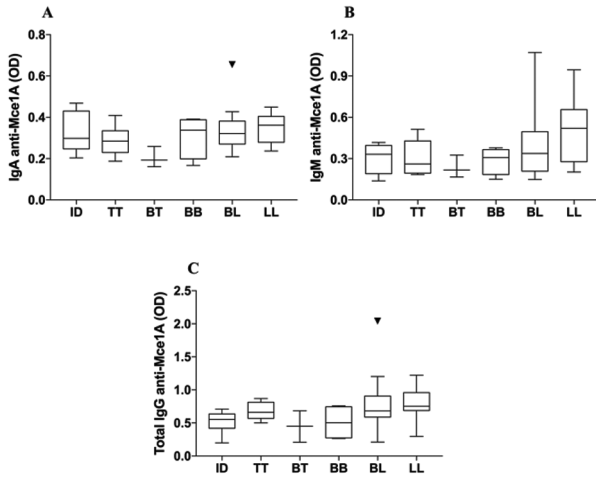 A
IgA anti-Mce1A (OD)
0.8
0.6
0.4
0.2
0.0
ID TT BT BB BL LL
B
IgM anti-Mce1A (OD)
1.2
0.9
0.6
0.3
0.0
ID TT BT BB BL LL
C
Total IgG anti-Mce1A (OD)
2.5
2.0
1.5
1.0
0.5
0.0
ID TT BT BB BL LL